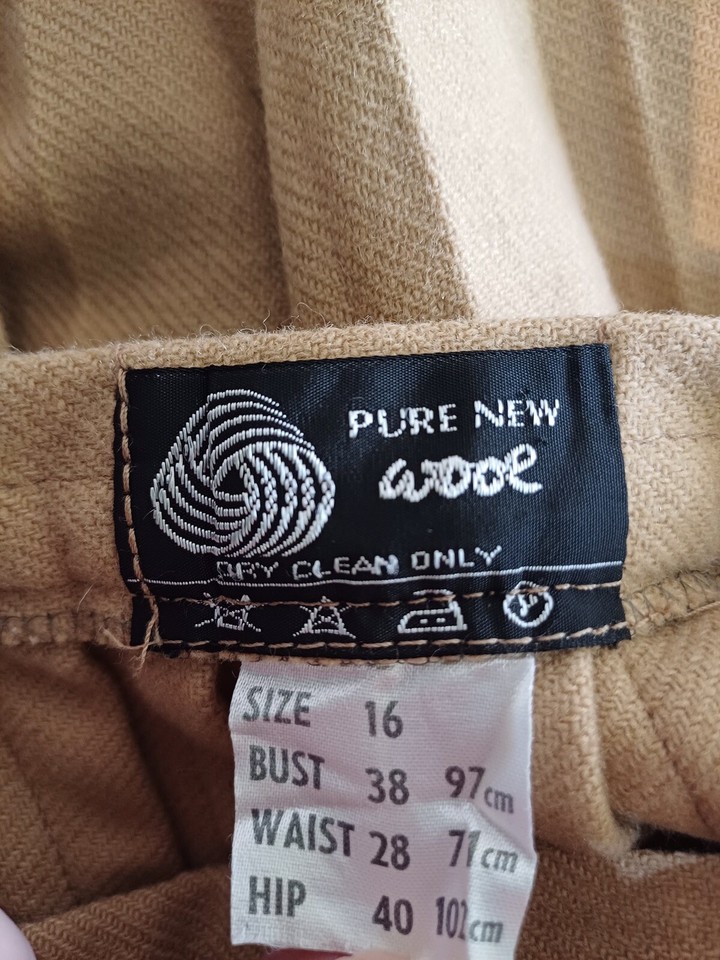 PURE NEW
wool
DRY CLEAN ONLY
SIZE 16
BUST 38 97cm
WAIST 28 71cm
HIP 40 102cm